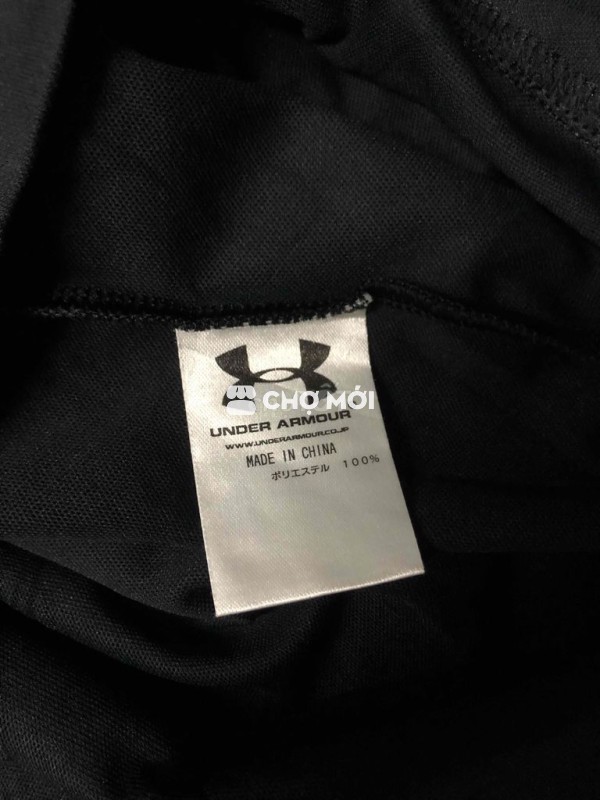 CHỢ MỚI
UNDER ARMOUR
WWW.UNDERARMOUR.CO.JP
MADE IN CHINA
ポリエステル 100%